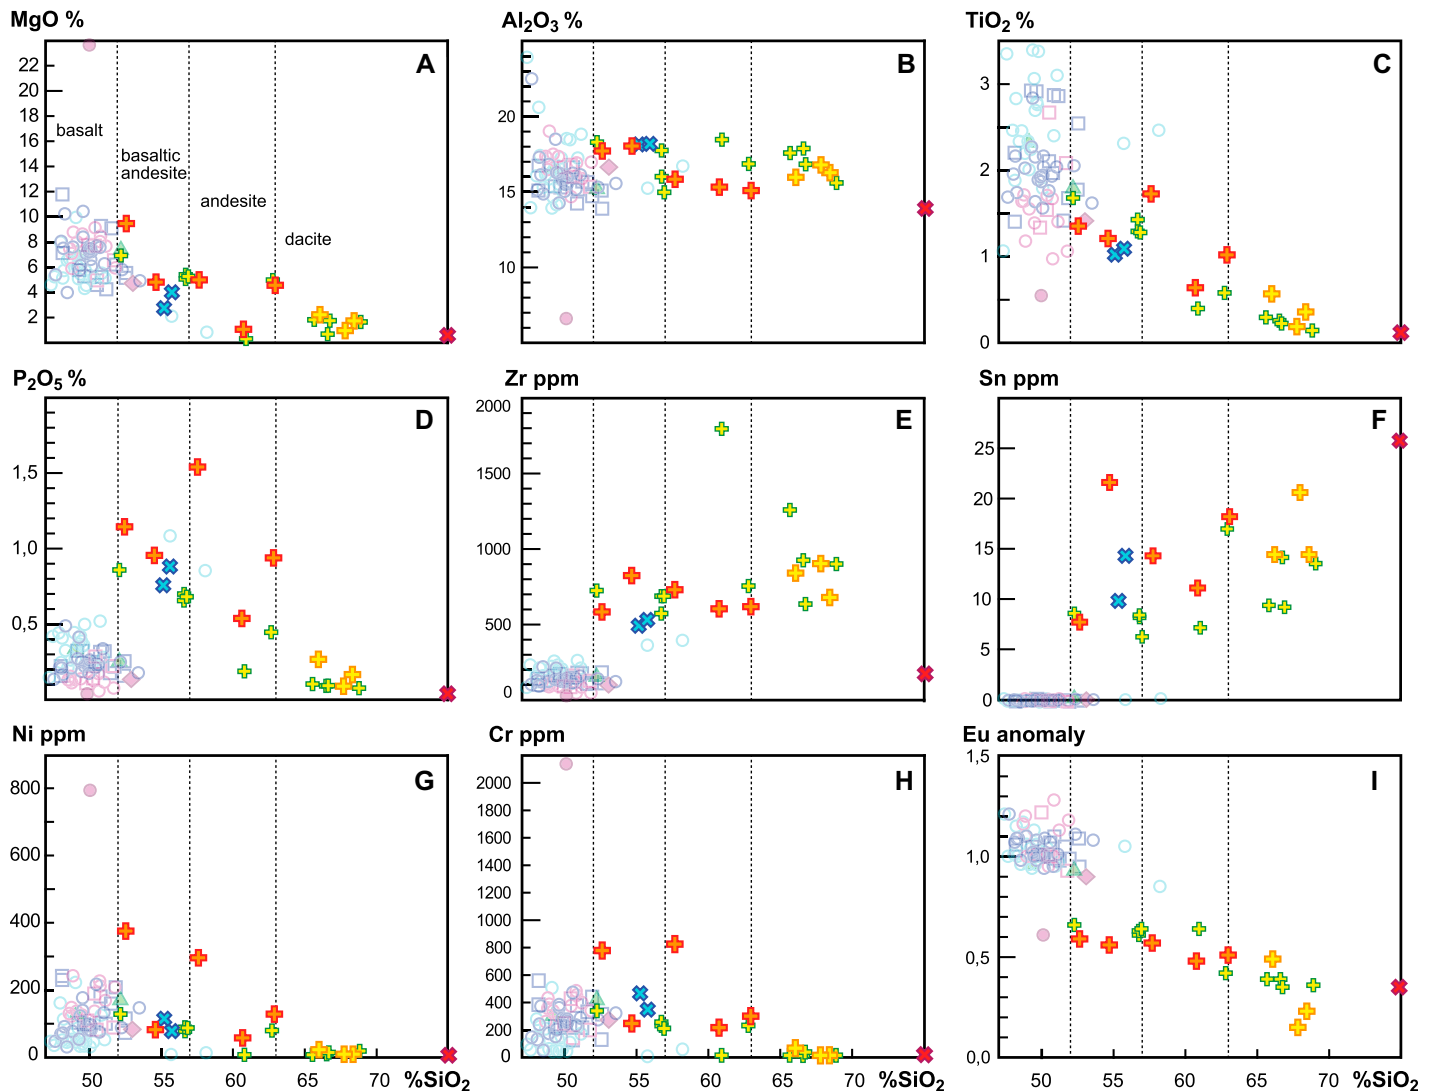 MgO %
Al₂O₃ %
TiO₂ %
A
B
C
22
20
18
16
14
12
10
8
6
4
2
basalt
basaltic
andesite
andesite
dacite
20
15
10
3
2
1
0
P₂O₅ %
Zr ppm
Sn ppm
D
E
F
1,5
1,0
0,5
2000
1500
1000
500
0
25
20
15
10
5
0
Ni ppm
Cr ppm
Eu anomaly
G
H
I
800
600
400
200
0
2000
1800
1600
1400
1200
1000
800
600
400
200
0
1,5
1,0
0,5
0,0
50 55 60 65 70 %SiO₂
50 55 60 65 70 %SiO₂
50 55 60 65 70 %SiO₂